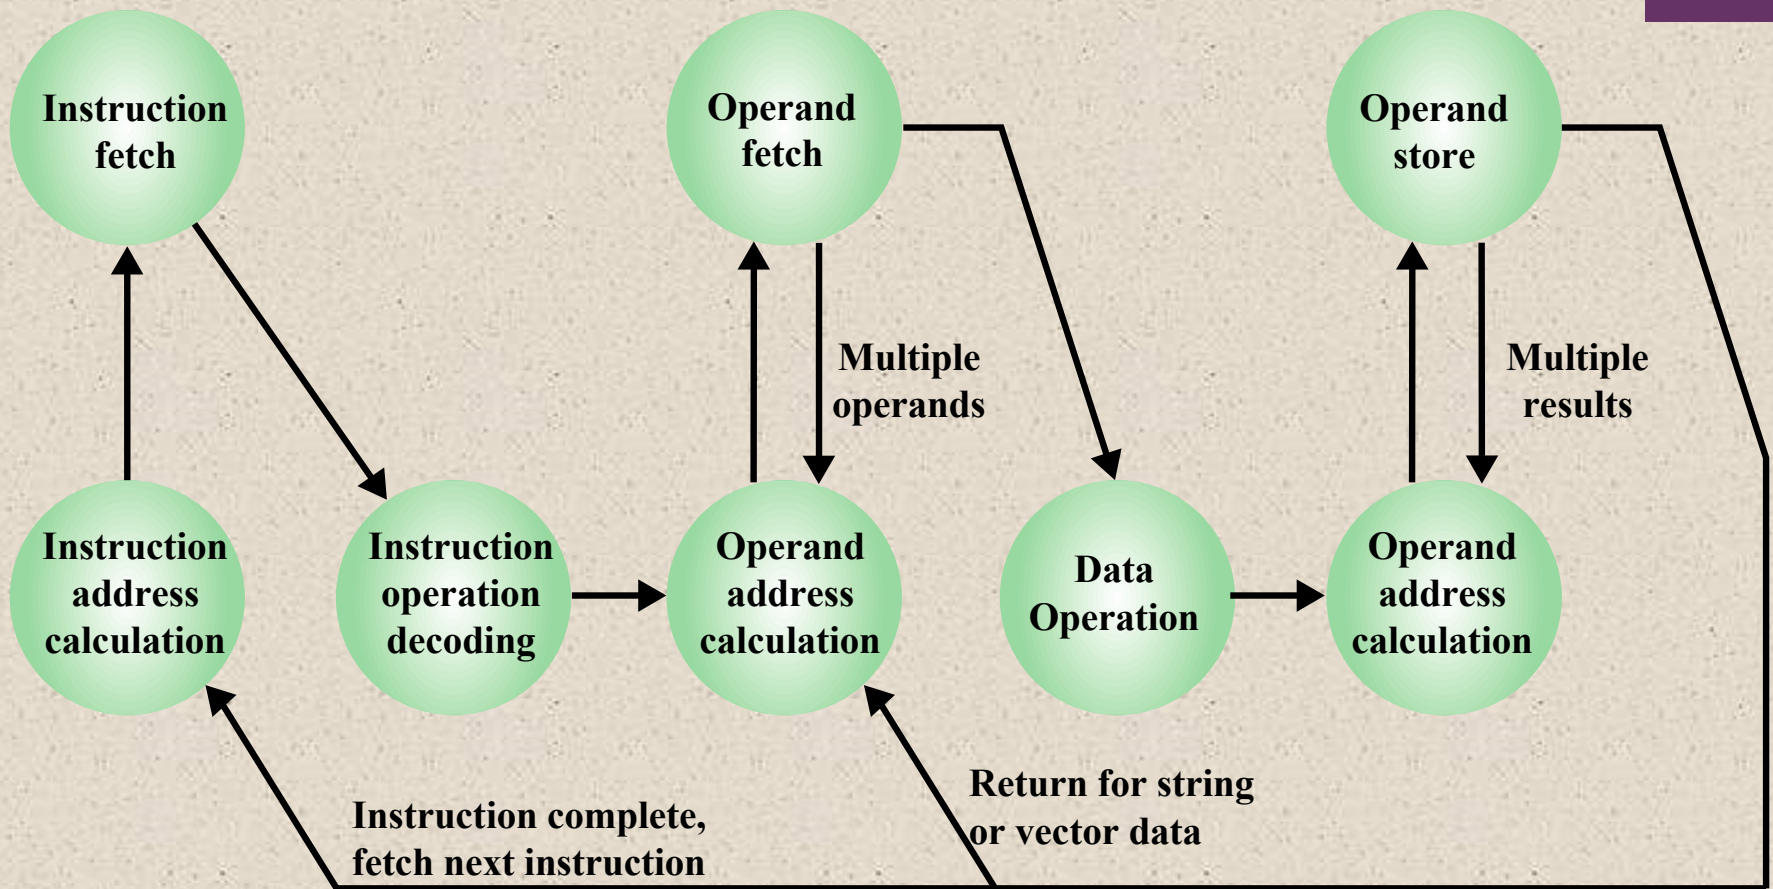 Instruction
fetch
Operand
fetch
Operand
store
Multiple
operands
Multiple
results
Instruction
address
calculation
Instruction
operation
decoding
Operand
address
calculation
Data
Operation
Operand
address
calculation
Instruction complete,
fetch next instruction
Return for string
or vector data